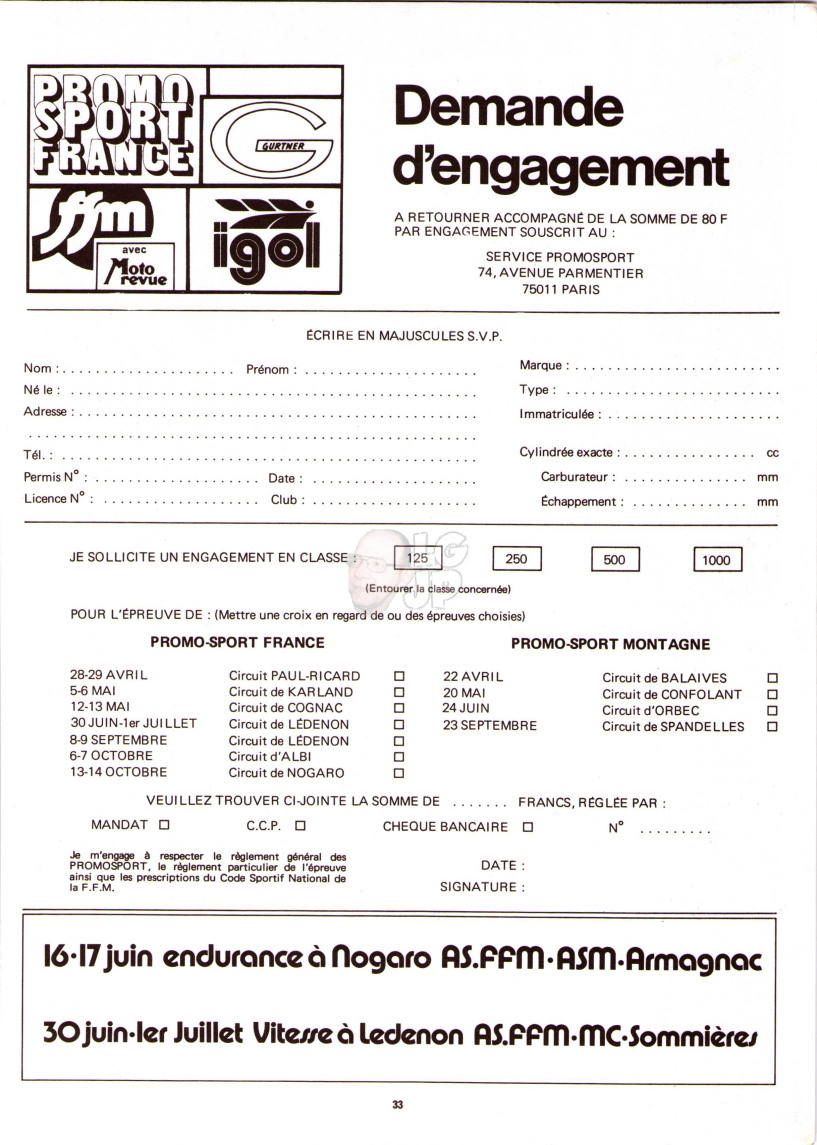 PROMO
SPORT
FRANCE
G
GURTNER
ffm
avec
Moto
revue
igol
Demande
d'engagement
A RETOURNER ACCOMPAGNÉ DE LA SOMME DE 80 F
PAR ENGAGEMENT SOUSCRIT AU :
SERVICE PROMOSPORT
74, AVENUE PARMENTIER
75011 PARIS
ÉCRIRE EN MAJUSCULES S.V.P.
Nom : . . . . . . . . . . . . . . . . . . . . Prénom : . . . . . . . . . . . . . . . . . . . .
Né le : . . . . . . . . . . . . . . . . . . . .
Adresse : . . . . . . . . . . . . . . . . . . . .
Tél. : . . . . . . . . . . . . . . . . . . . .
Permis N° : . . . . . . . . . . . . . . . . . . . Date : . . . . . . . . . . . . . . . . . . . .
Licence N° : . . . . . . . . . . . . . . . . . . Club : . . . . . . . . . . . . . . . . . . .
Marque : . . . . . . . . . . . . . . . . . . . .
Type : . . . . . . . . . . . . . . . . . . . .
Immatriculée : . . . . . . . . . . . . . . . . . . . .
Cylindrée exacte : . . . . . . . . . . . . . . . . cc
Carburateur : . . . . . . . . . . . . . . . mm
Échappement : . . . . . . . . . . . . . . mm
JE SOLLICITE UN ENGAGEMENT EN CLASSE : 125 250 500 1000
(Entourer la classe concernée)
JLG
UP
POUR L'ÉPREUVE DE : (Mettre une croix en regard de ou des épreuves choisies)
PROMO-SPORT FRANCE
28-29 AVRIL Circuit PAUL-RICARD □
5-6 MAI Circuit de KARLAND □
12-13 MAI Circuit de COGNAC □
30 JUIN-1er JUILLET Circuit de LÉDENON □
8-9 SEPTEMBRE Circuit de LÉDENON □
6-7 OCTOBRE Circuit d'ALBI □
13-14 OCTOBRE Circuit de NOGARO □
PROMO-SPORT MONTAGNE
22 AVRIL Circuit de BALAIVES □
20 MAI Circuit de CONFOLANT □
24 JUIN Circuit d'ORBEC □
23 SEPTEMBRE Circuit de SPANDELLES □
VEUILLEZ TROUVER CI-JOINTE LA SOMME DE . . . . . . . FRANCS, RÉGLÉE PAR :
MANDAT □ C.C.P. □ CHEQUE BANCAIRE □ N° . . . . . . . . .
Je m'engage à respecter le règlement général des
PROMOSPORT, le règlement particulier de l'épreuve
ainsi que les prescriptions du Code Sportif National de
la F.F.M.
DATE :
SIGNATURE :
16•17 juin endurance à Nogaro AS.FFM•ASM•Armagnac
30 juin•1er Juillet Vitesse à Ledenon AS.FFM•MC•Sommières
33